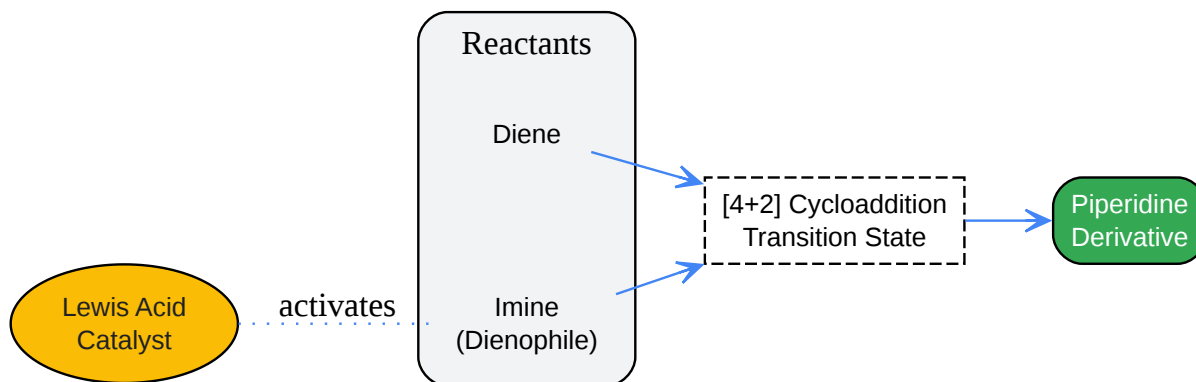 Reactants
Diene
[4+2] Cycloaddition
Transition State
Piperidine
Derivative
Lewis Acid
Catalyst
activates
Imine
(Dienophile)